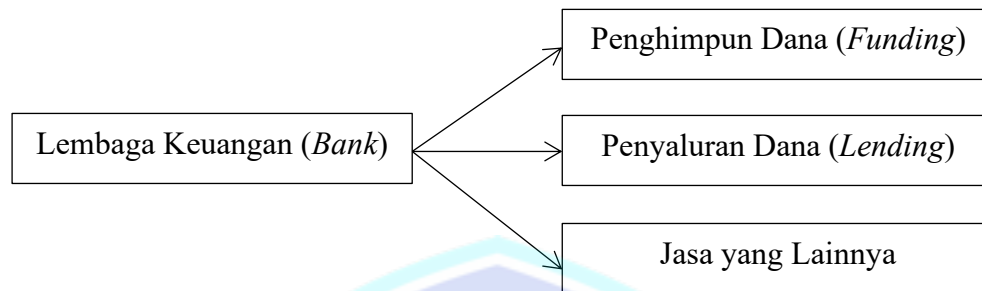 Penghimpun Dana (Funding)
Lembaga Keuangan (Bank)
Penyaluran Dana (Lending)
Jasa yang Lainnya